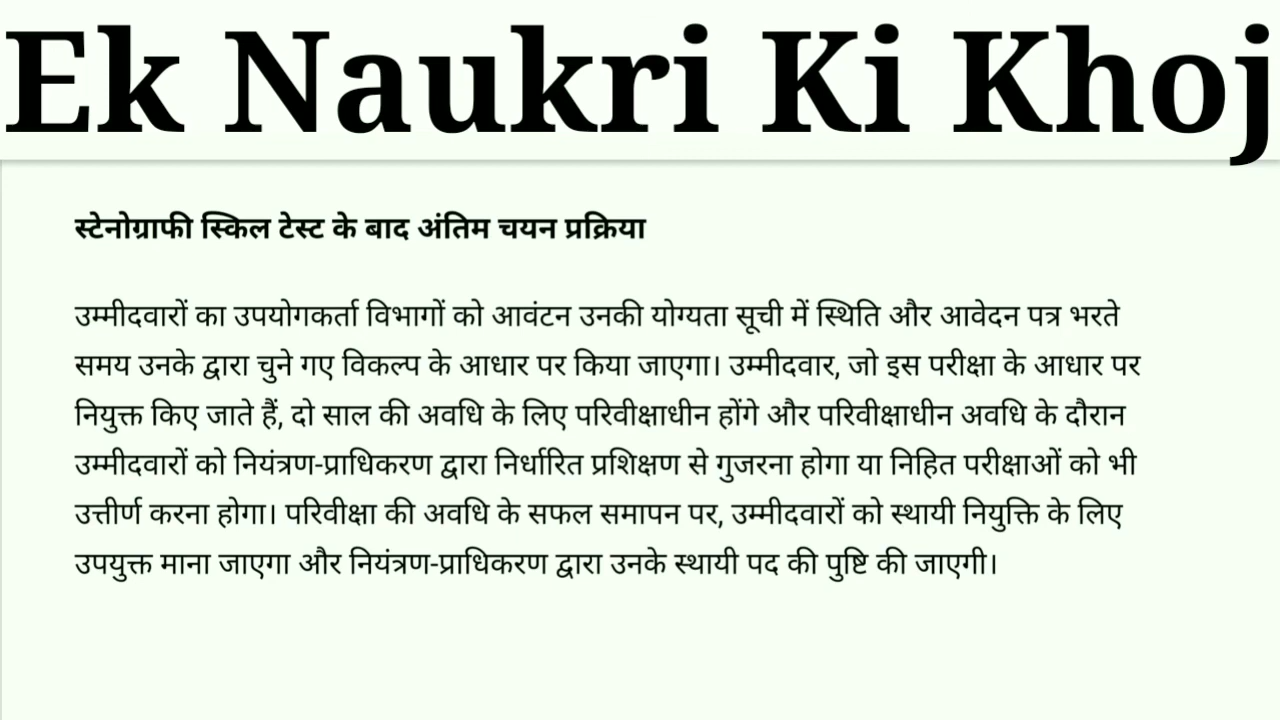 Ek Naukri Ki Khoj
स्टेनोग्राफी स्किल टेस्ट के बाद अंतिम चयन प्रक्रिया
उम्मीदवारों का उपयोगकर्ता विभागों को आवंटन उनकी योग्यता सूची में स्थिति और आवेदन पत्र भरते
समय उनके द्वारा चुने गए विकल्प के आधार पर किया जाएगा। उम्मीदवार, जो इस परीक्षा के आधार पर
नियुक्त किए जाते हैं, दो साल की अवधि के लिए परिवीक्षाधीन होंगे और परिवीक्षाधीन अवधि के दौरान
उम्मीदवारों को नियंत्रण-प्राधिकरण द्वारा निर्धारित प्रशिक्षण से गुजरना होगा या निहित परीक्षाओं को भी
उत्तीर्ण करना होगा। परिवीक्षा की अवधि के सफल समापन पर, उम्मीदवारों को स्थायी नियुक्ति के लिए
उपयुक्त माना जाएगा और नियंत्रण-प्राधिकरण द्वारा उनके स्थायी पद की पुष्टि की जाएगी।